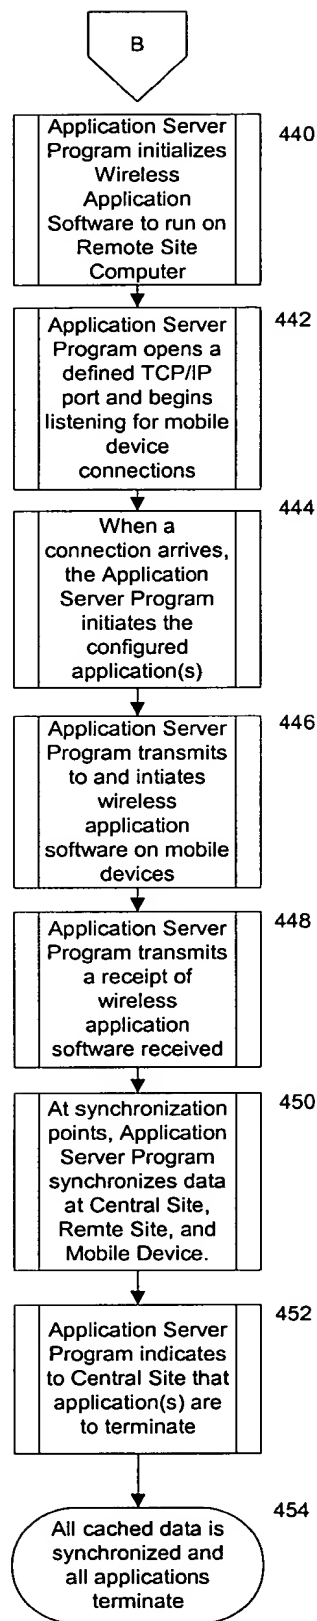 B
Application Server
Program initializes
Wireless
Application
Software to run on
Remote Site
Computer
440
Application Server
Program opens a
defined TCP/IP
port and begins
listening for mobile
device
connections
442
When a
connection arrives,
the Application
Server Program
initiates the
configured
application(s)
444
Application Server
Program transmits
to and intiates
wireless
application
software on mobile
devices
446
Application Server
Program transmits
a receipt of
wireless
application
software received
448
At synchronization
points, Application
Server Program
synchronizes data
at Central Site,
Remte Site, and
Mobile Device.
450
Application Server
Program indicates
to Central Site that
application(s) are
to terminate
452
All cached data is
synchronized and
all applications
terminate
454